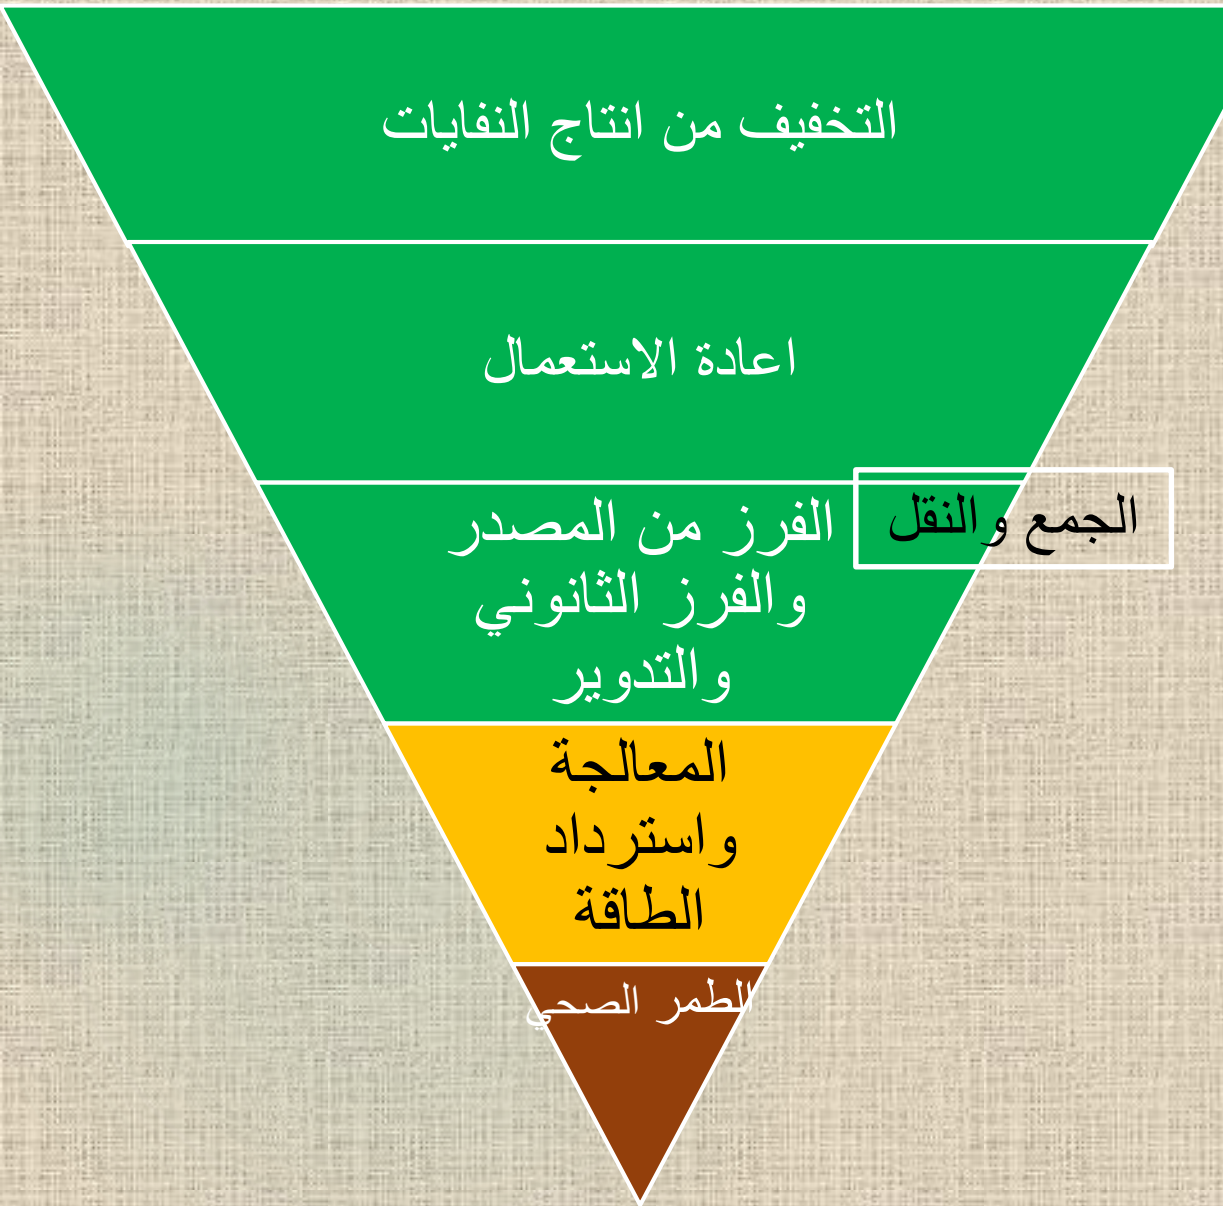 التخفيف من انتاج النفايات
اعادة الاستعمال
الجمع والنقل
الفرز من المصدر
والفرز الثانوني
والتدوير
المعالجة
واسترداد
الطاقة
الطمر الصحي